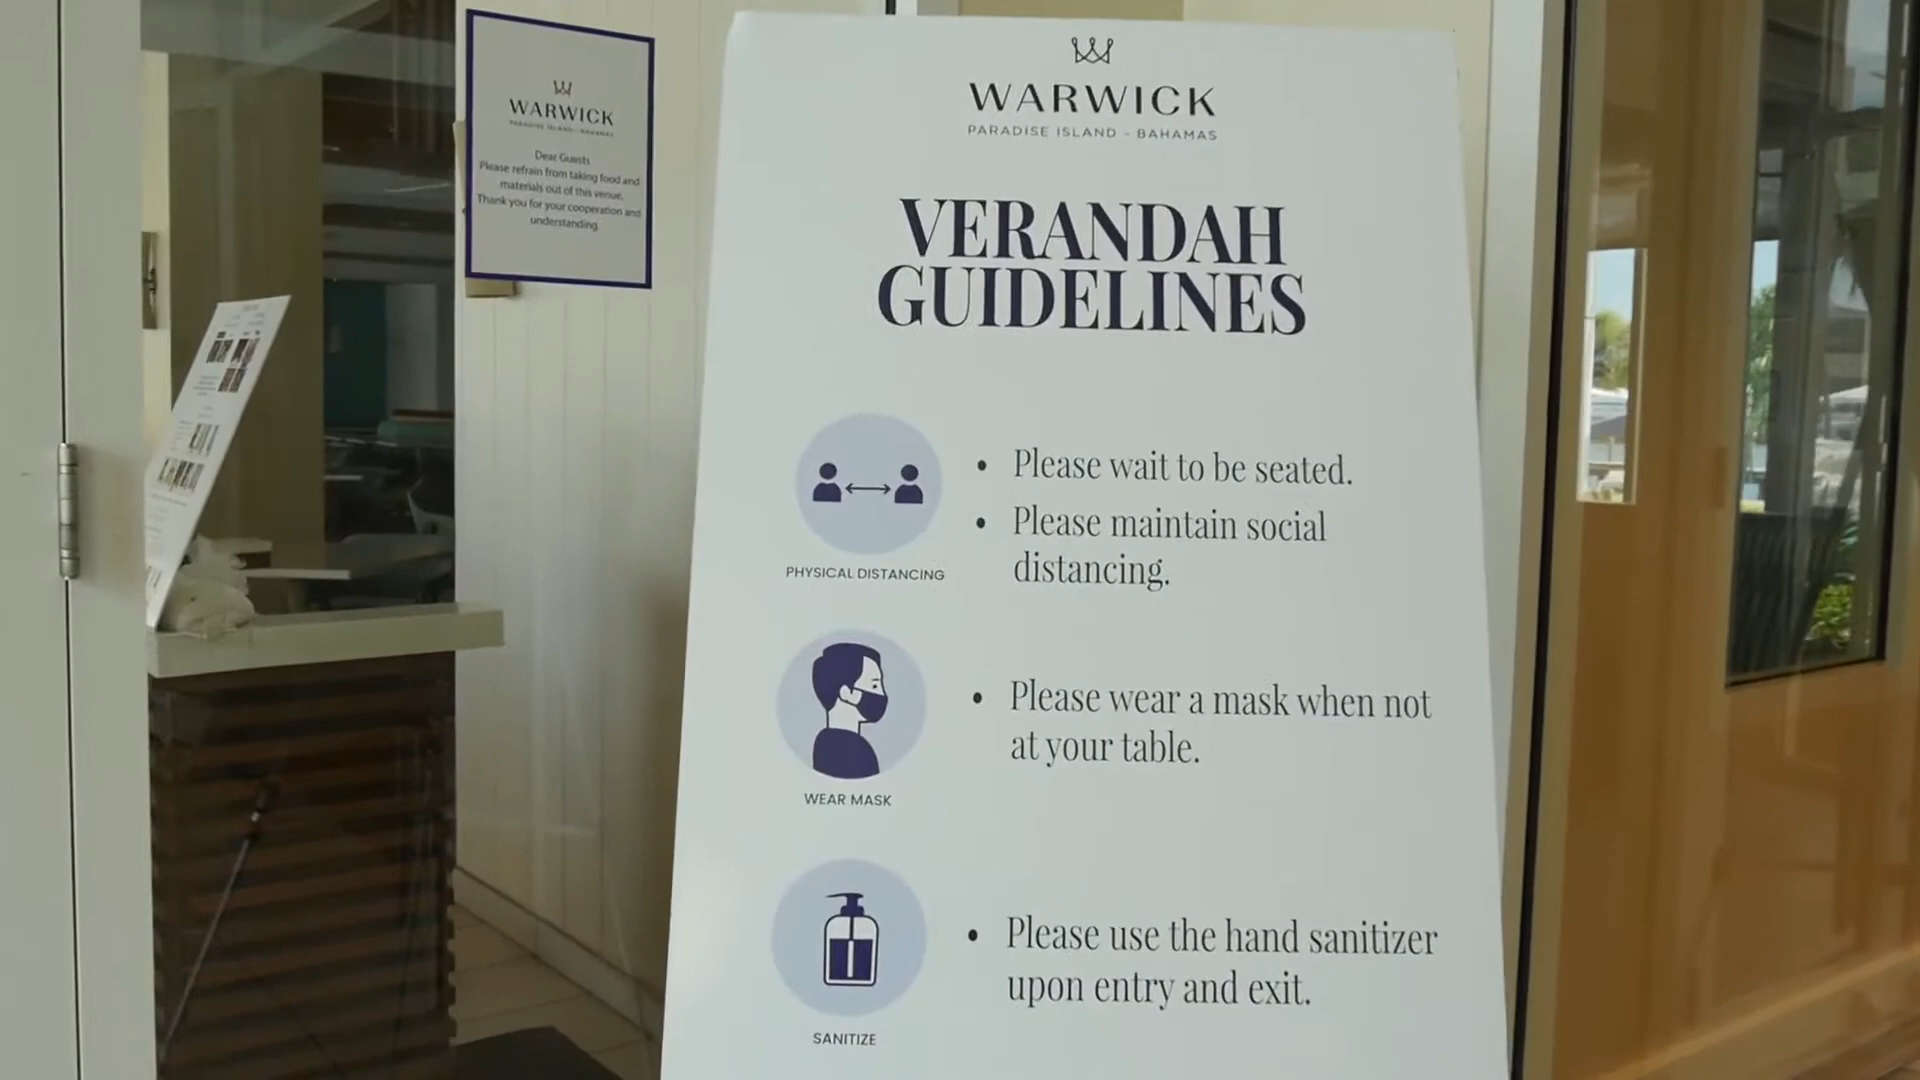 WARWICK
PARADISE ISLAND - BAHAMAS
Dear Guests
Please refrain from taking food and
materials out of this venue.
Thank you for your cooperation and
understanding.
WARWICK
PARADISE ISLAND - BAHAMAS
VERANDAH
GUIDELINES
PHYSICAL DISTANCING
• Please wait to be seated.
• Please maintain social
distancing.
WEAR MASK
• Please wear a mask when not
at your table.
SANITIZE
• Please use the hand sanitizer
upon entry and exit.